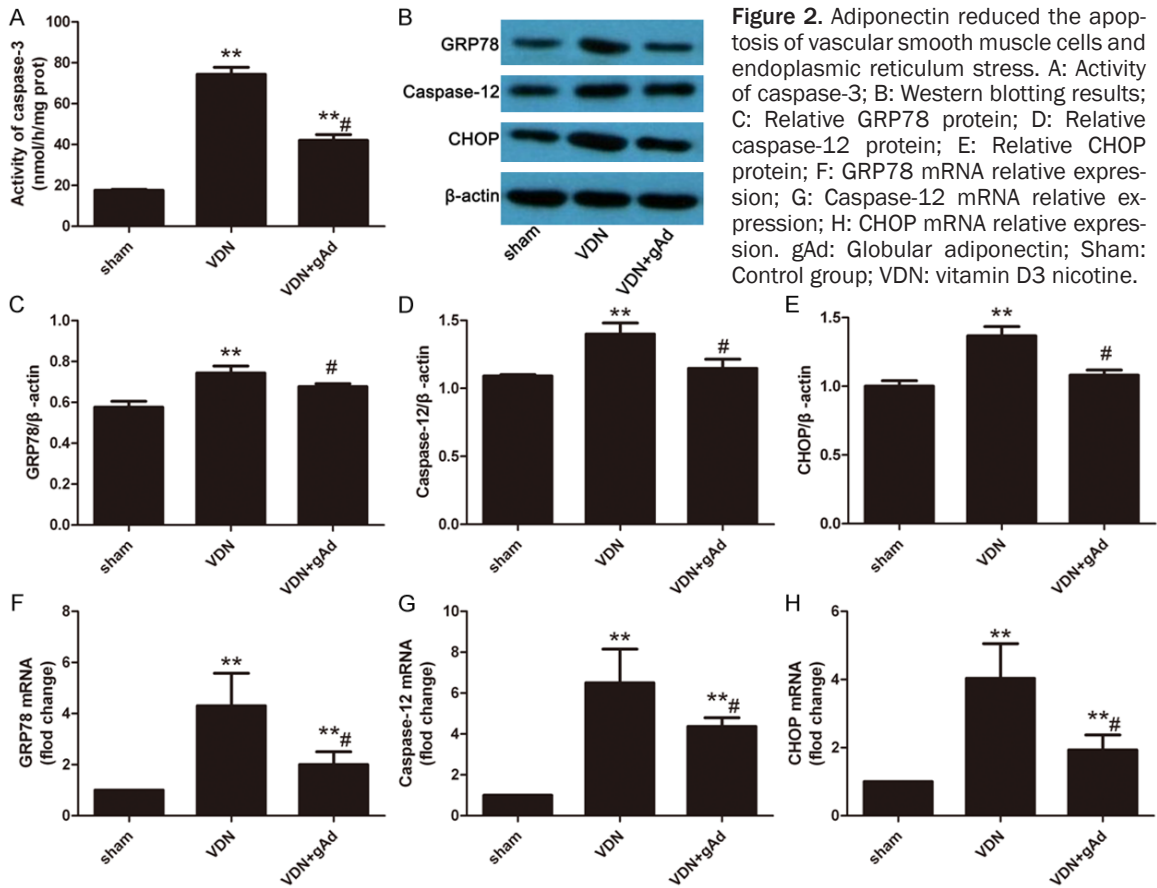 A
Activity of caspase-3
(nmol/h/mg prot)
100
80
60
40
20
0
**
**#
sham
VDN
VDN+gAd
B
GRP78
Caspase-12
CHOP
β-actin
sham
VDN
VDN+gAd
Figure 2. Adiponectin reduced the apop-
tosis of vascular smooth muscle cells and
endoplasmic reticulum stress. A: Activity
of caspase-3; B: Western blotting results;
C: Relative GRP78 protein; D: Relative
caspase-12 protein; E: Relative CHOP
protein; F: GRP78 mRNA relative expres-
sion; G: Caspase-12 mRNA relative ex-
pression; H: CHOP mRNA relative expres-
sion. gAd: Globular adiponectin; Sham:
Control group; VDN: vitamin D3 nicotine.
C
GRP78/β -actin
1.0
0.8
0.6
0.4
0.2
0.0
**
#
sham
VDN
VDN+gAd
D
Caspase-12/β-actin
1.5
1.0
0.5
0.0
**
#
sham
VDN
VDN+gAd
E
CHOP/β -actin
1.5
1.0
0.5
0.0
**
#
sham
VDN
VDN+gAd
F
GRP78 mRNA
(flod change)
8
6
4
2
0
**
**#
sham
VDN
VDN+gAd
G
Caspase-12 mRNA
(flod change)
10
8
6
4
2
0
**
**#
sham
VDN
VDN+gAd
H
CHOP mRNA
(flod change)
6
4
2
0
**
**#
sham
VDN
VDN+gAd